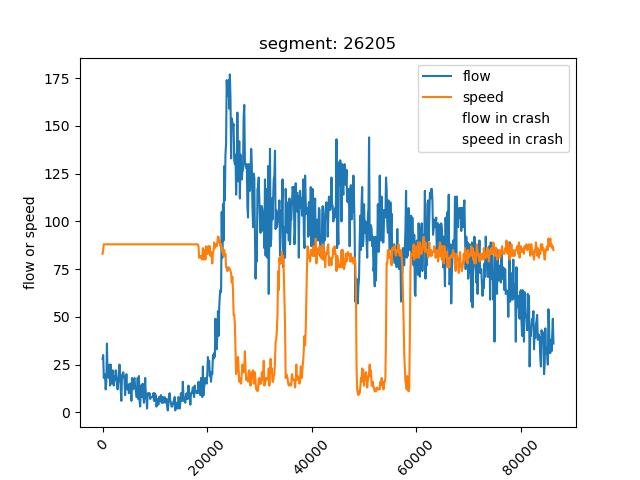 segment: 26205
flow
speed
flow in crash
speed in crash
flow or speed
175
150
125
100
75
50
25
0
0
20000
40000
60000
80000